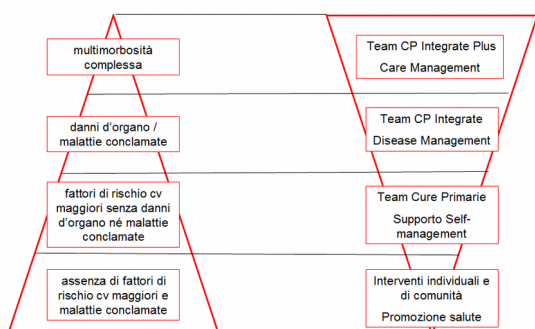 multimorbosità
complessa
Team CP Integrate Plus
Care Management
danni d'organo /
malattie conclamate
Team CP Integrate
Disease Management
fattori di rischio cv
maggiori senza danni
d'organo né malattie
conclamate
Team Cure Primarie
Supporto Self-
management
assenza di fattori di
rischio cv maggiori e
malattie conclamate
Interventi individuali e
di comunità
Promozione salute